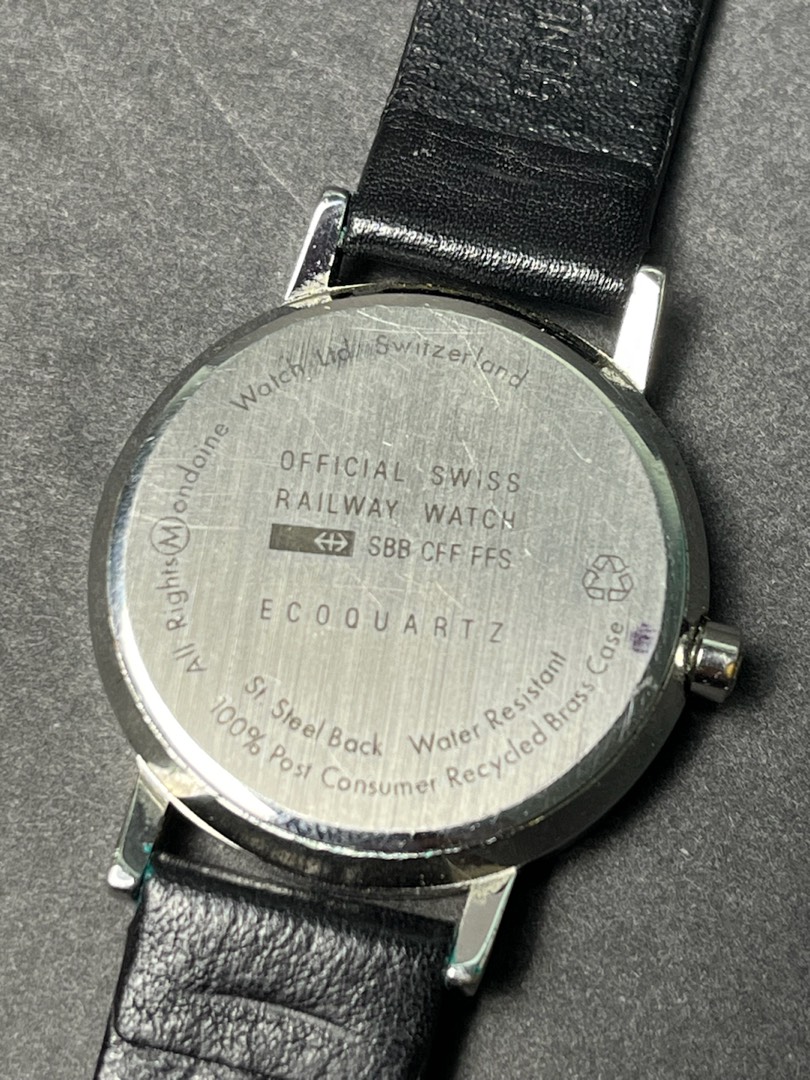 All Rights Mondaine Watch Ltd. Switzerland
OFFICIAL SWISS
RAILWAY WATCH
SBB CFF FFS
ECOQUARTZ
St. Steel Back Water Resistant
100% Post Consumer Recycled Brass Case